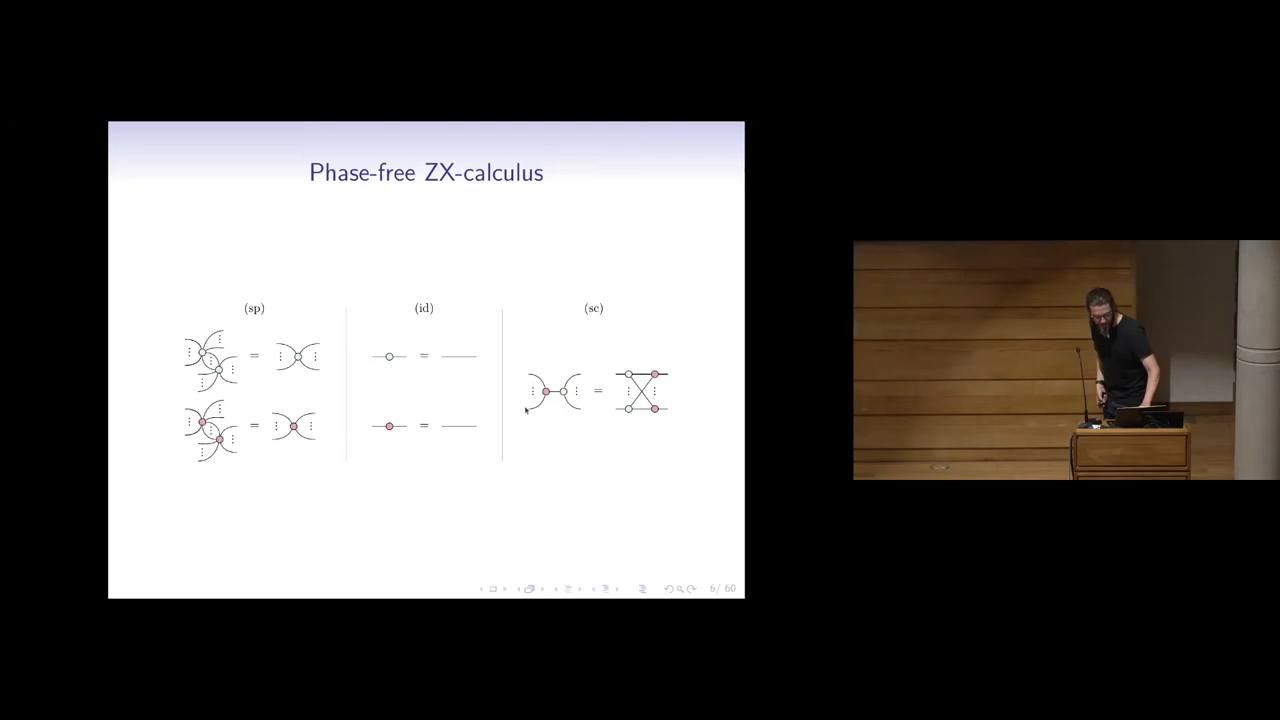 Phase-free ZX-calculus
(sp) (id) (sc)
= = =
= =
6 / 60